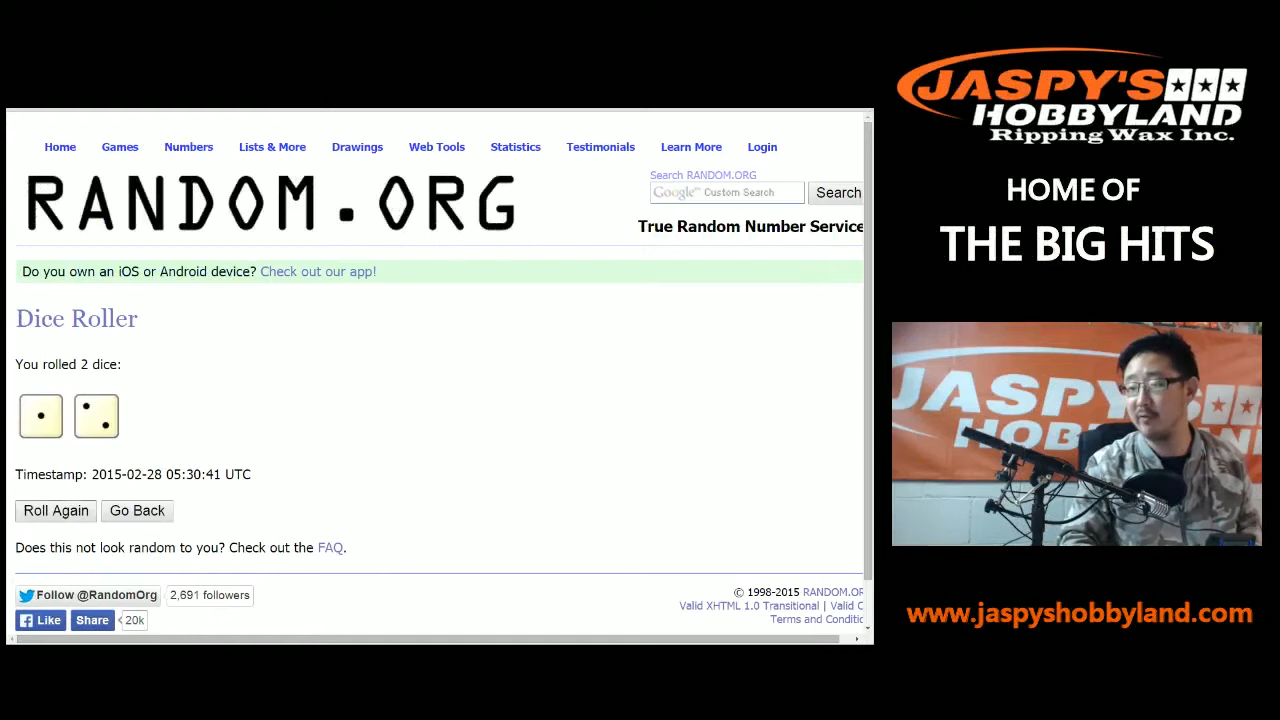 JASPY'S
HOBBYLAND
Ripping Wax Inc.
HOME OF
THE BIG HITS
Home Games Numbers Lists & More Drawings Web Tools Statistics Testimonials Learn More Login
RANDOM.ORG
Search RANDOM.ORG
Google™ Custom Search Search
True Random Number Service
Do you own an iOS or Android device? Check out our app!
Dice Roller
You rolled 2 dice:
Timestamp: 2015-02-28 05:30:41 UTC
Roll Again Go Back
Does this not look random to you? Check out the FAQ.
Follow @RandomOrg 2,691 followers
Like Share 20k
© 1998-2015 RANDOM.OR
Valid XHTML 1.0 Transitional | Valid C
Terms and Conditio
JASPY'S
HOBBYLAND
www.jaspyshobbyland.com